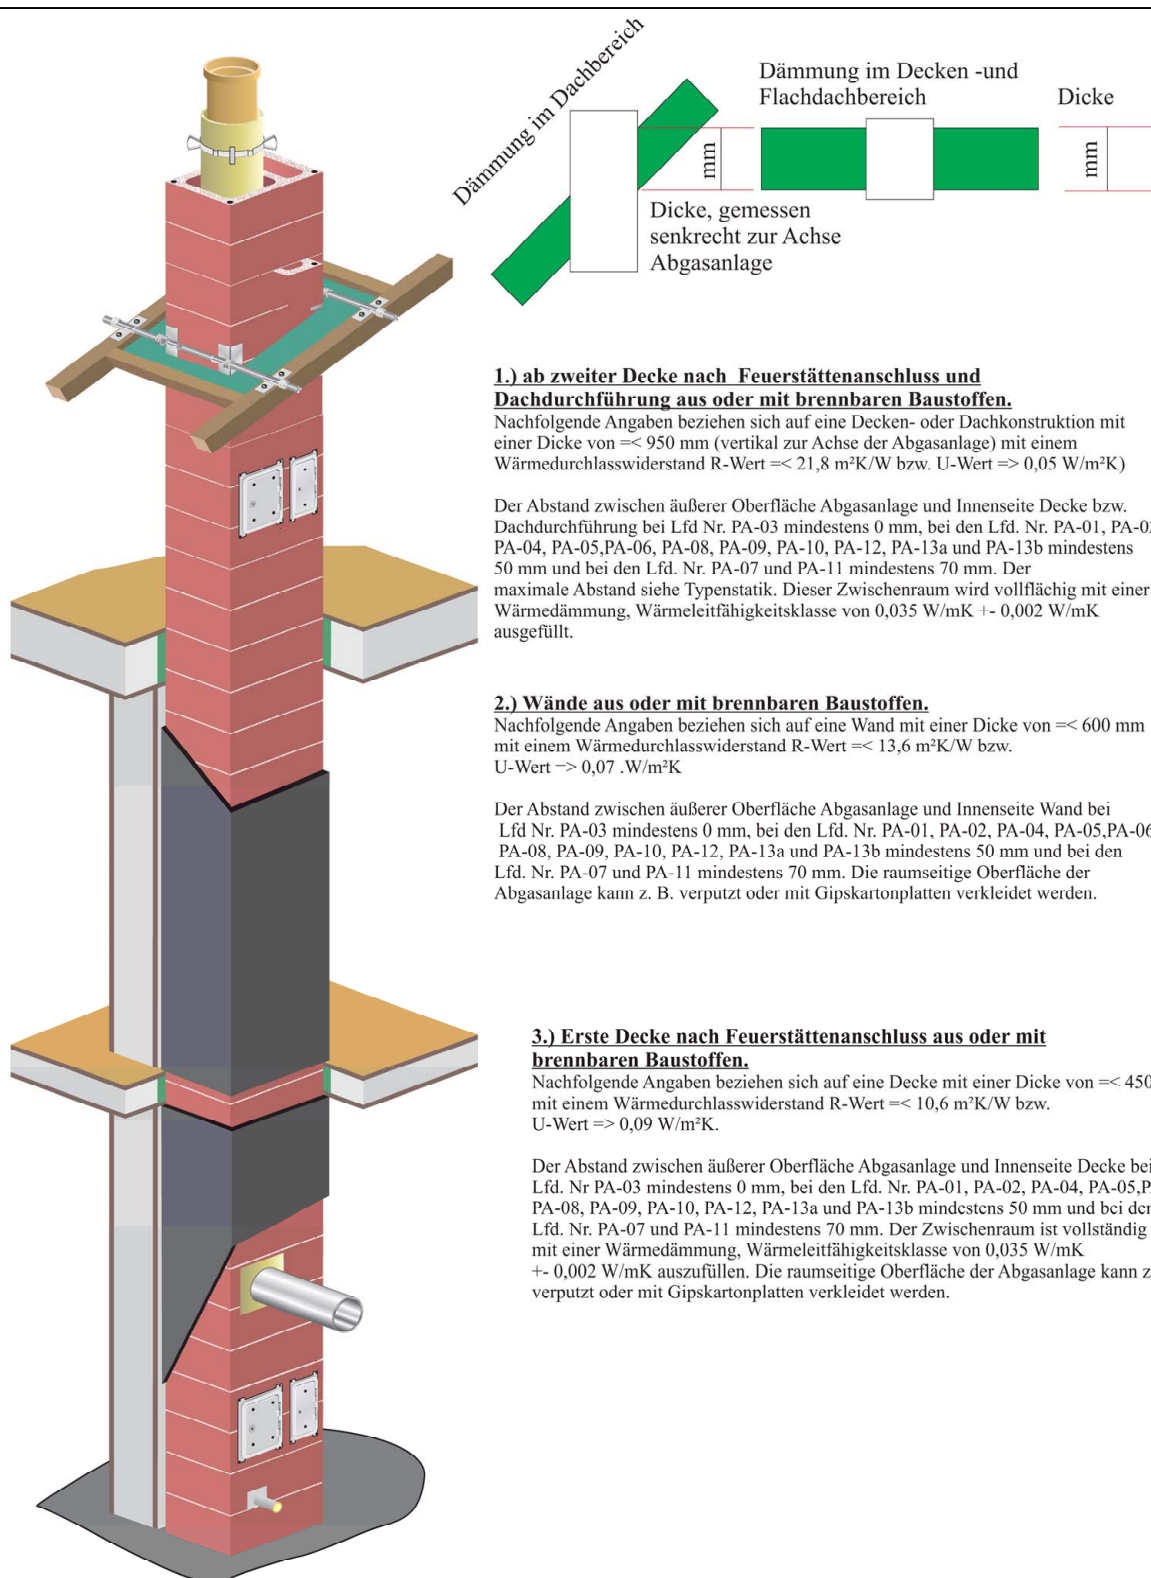 Dämmung im Dachbereich
Dämmung im Decken -und
Flachdachbereich
Dicke
mm
mm
Dicke, gemessen
senkrecht zur Achse
Abgasanlage
1.) ab zweiter Decke nach Feuerstättenanschluss und
Dachdurchführung aus oder mit brennbaren Baustoffen.
Nachfolgende Angaben beziehen sich auf eine Decken- oder Dachkonstruktion mit
einer Dicke von =< 950 mm (vertikal zur Achse der Abgasanlage) mit einem
Wärmedurchlasswiderstand R-Wert =< 21,8 m²K/W bzw. U-Wert => 0,05 W/m²K)
Der Abstand zwischen äußerer Oberfläche Abgasanlage und Innenseite Decke bzw.
Dachdurchführung bei Lfd Nr. PA-03 mindestens 0 mm, bei den Lfd. Nr. PA-01,
PA-04, PA-05,PA-06, PA-08, PA-09, PA-10, PA-12, PA-13a und PA-13b mindestens
50 mm und bei den Lfd. Nr. PA-07 und PA-11 mindestens 70 mm. Der
maximale Abstand siehe Typenstatik. Dieser Zwischenraum wird vollflächig mit einer
Wärmedämmung, Wärmeleitfähigkeitsklasse von 0,035 W/mK +- 0,002 W/mK
ausgefüllt.
2.) Wände aus oder mit brennbaren Baustoffen.
Nachfolgende Angaben beziehen sich auf eine Wand mit einer Dicke von =< 600 mm
mit einem Wärmedurchlasswiderstand R-Wert =< 13,6 m²K/W bzw.
U-Wert => 0,07 .W/m²K
Der Abstand zwischen äußerer Oberfläche Abgasanlage und Innenseite Wand bei
Lfd Nr. PA-03 mindestens 0 mm, bei den Lfd. Nr. PA-01, PA-02, PA-04, PA-05,PA-06
PA-08, PA-09, PA-10, PA-12, PA-13a und PA-13b mindestens 50 mm und bei den
Lfd. Nr. PA-07 und PA-11 mindestens 70 mm. Die raumseitige Oberfläche der
Abgasanlage kann z. B. verputzt oder mit Gipskartonplatten verkleidet werden.
3.) Erste Decke nach Feuerstättenanschluss aus oder mit
brennbaren Baustoffen.
Nachfolgende Angaben beziehen sich auf eine Decke mit einer Dicke von =< 450
mit einem Wärmedurchlasswiderstand R-Wert =< 10,6 m²K/W bzw.
U-Wert => 0,09 W/m²K.
Der Abstand zwischen äußerer Oberfläche Abgasanlage und Innenseite Decke bei
Lfd. Nr PA-03 mindestens 0 mm, bei den Lfd. Nr. PA-01, PA-02, PA-04, PA-05,
PA-08, PA-09, PA-10, PA-12, PA-13a und PA-13b mindestens 50 mm und bei den
Lfd. Nr. PA-07 und PA-11 mindestens 70 mm. Der Zwischenraum ist vollständig
mit einer Wärmedämmung, Wärmeleitfähigkeitsklasse von 0,035 W/mK
+- 0,002 W/mK auszufüllen. Die raumseitige Oberfläche der Abgasanlage kann z
verputzt oder mit Gipskartonplatten verkleidet werden.